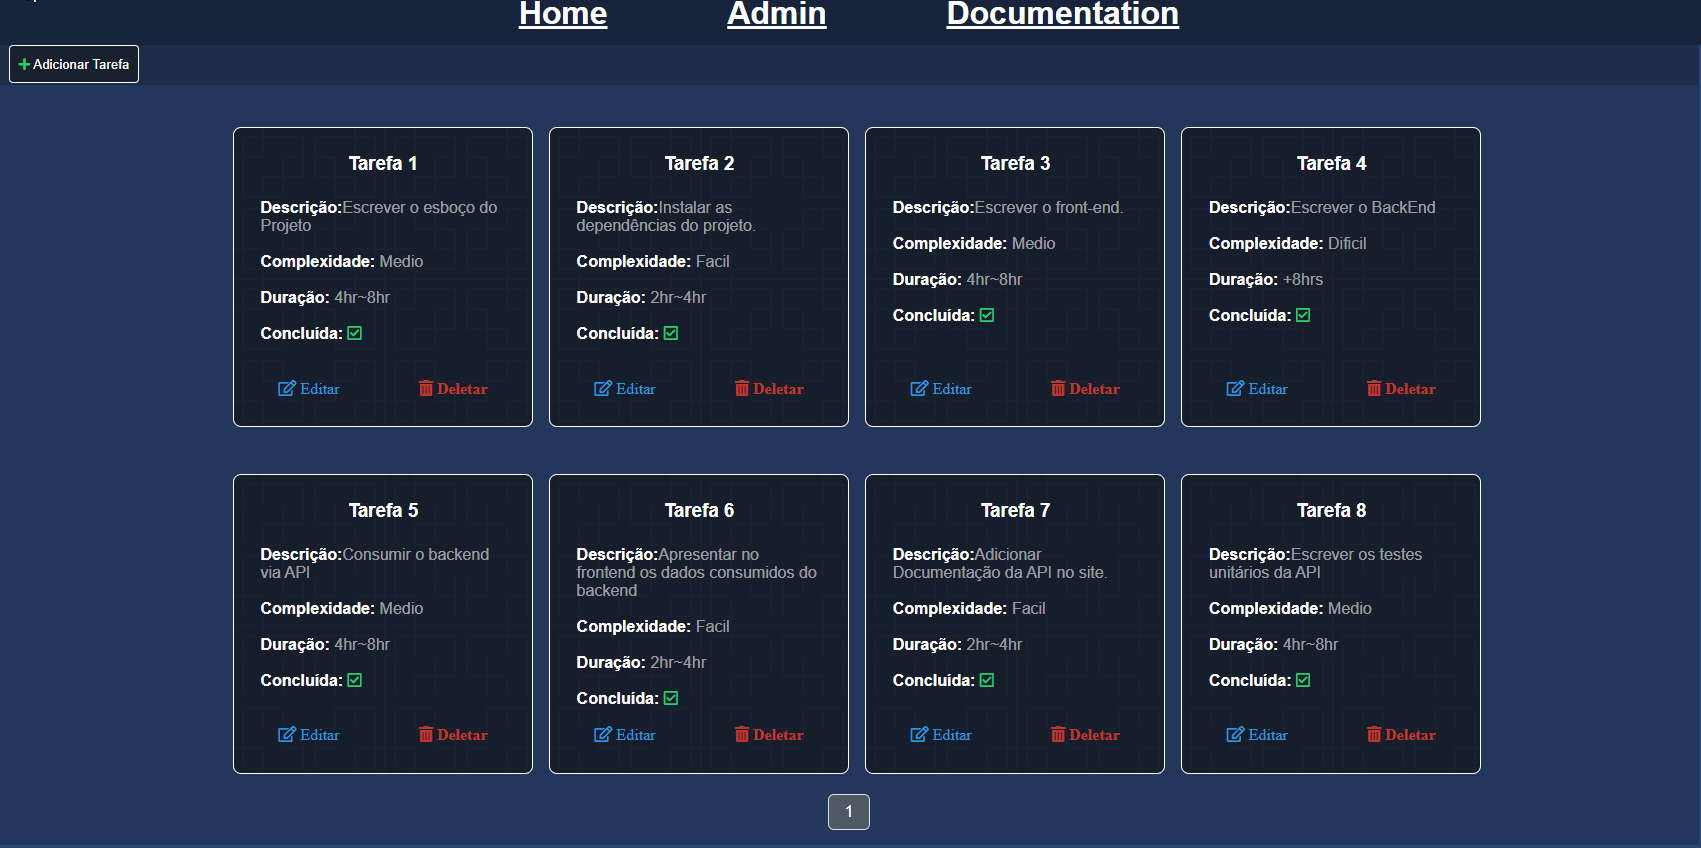 Home Admin Documentation
Adicionar Tarefa
Tarefa 1
Descrição:Escrever o esboço do
Projeto
Complexidade: Medio
Duração: 4hr~8hr
Concluída:
Editar Deletar
Tarefa 2
Descrição:Instalar as
dependências do projeto.
Complexidade: Facil
Duração: 2hr~4hr
Concluída:
Editar Deletar
Tarefa 3
Descrição:Escrever o front-end.
Complexidade: Medio
Duração: 4hr~8hr
Concluída:
Editar Deletar
Tarefa 4
Descrição:Escrever o BackEnd
Complexidade: Dificil
Duração: +8hrs
Concluída:
Editar Deletar
Tarefa 5
Descrição:Consumir o backend
via API
Complexidade: Medio
Duração: 4hr~8hr
Concluída:
Editar Deletar
Tarefa 6
Descrição:Apresentar no
frontend os dados consumidos do
backend
Complexidade: Facil
Duração: 2hr~4hr
Concluída:
Editar Deletar
Tarefa 7
Descrição:Adicionar
Documentação da API no site.
Complexidade: Facil
Duração: 2hr~4hr
Concluída:
Editar Deletar
Tarefa 8
Descrição:Escrever os testes
unitários da API
Complexidade: Medio
Duração: 4hr~8hr
Concluída:
Editar Deletar
1